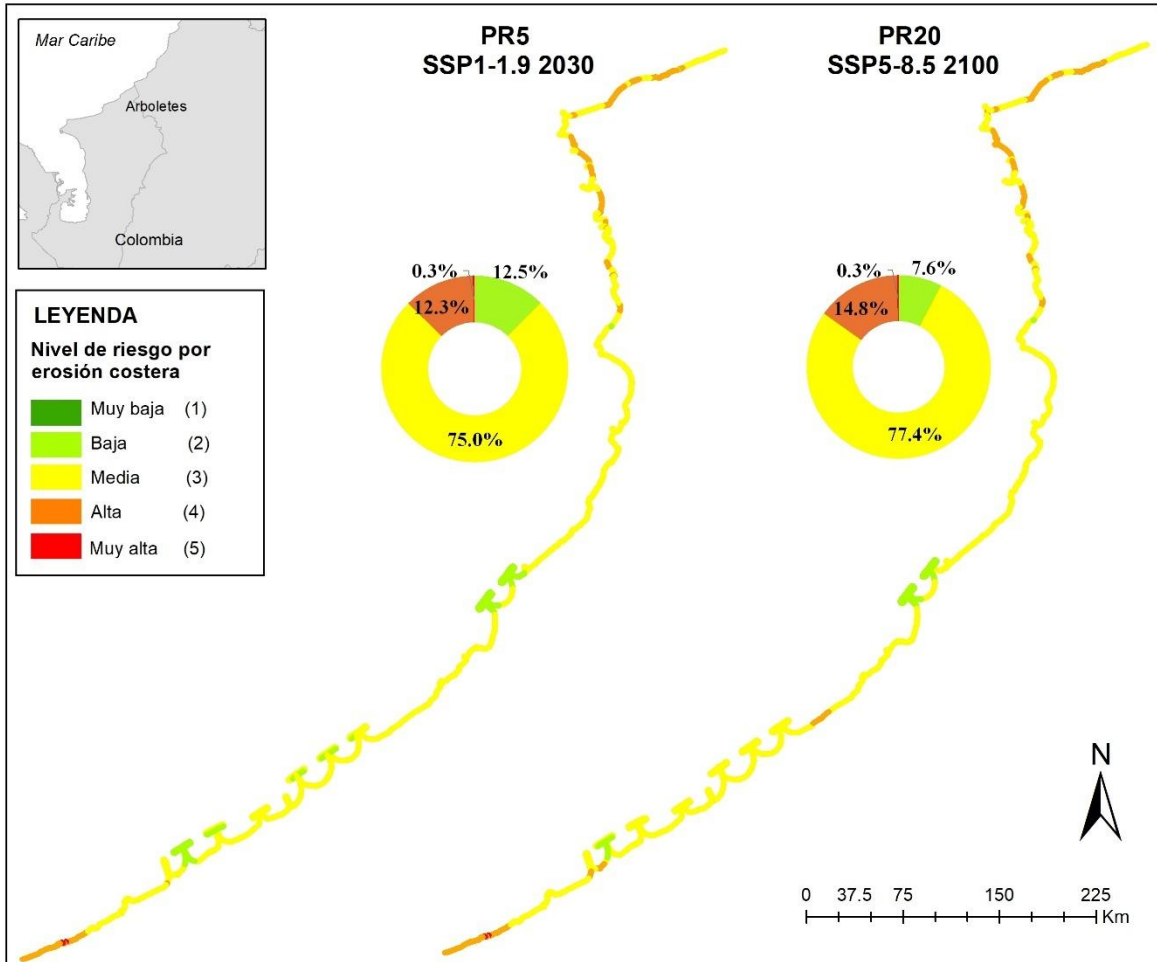 Mar Caribe
Arboletes
Colombia
PR5
SSP1-1.9 2030
PR20
SSP5-8.5 2100
LEYENDA
Nivel de riesgo por
erosión costera
Muy baja (1)
Baja (2)
Media (3)
Alta (4)
Muy alta (5)
0.3%
12.5%
12.3%
75.0%
0.3%
7.6%
14.8%
77.4%
N
0 37.5 75 150 225
Km